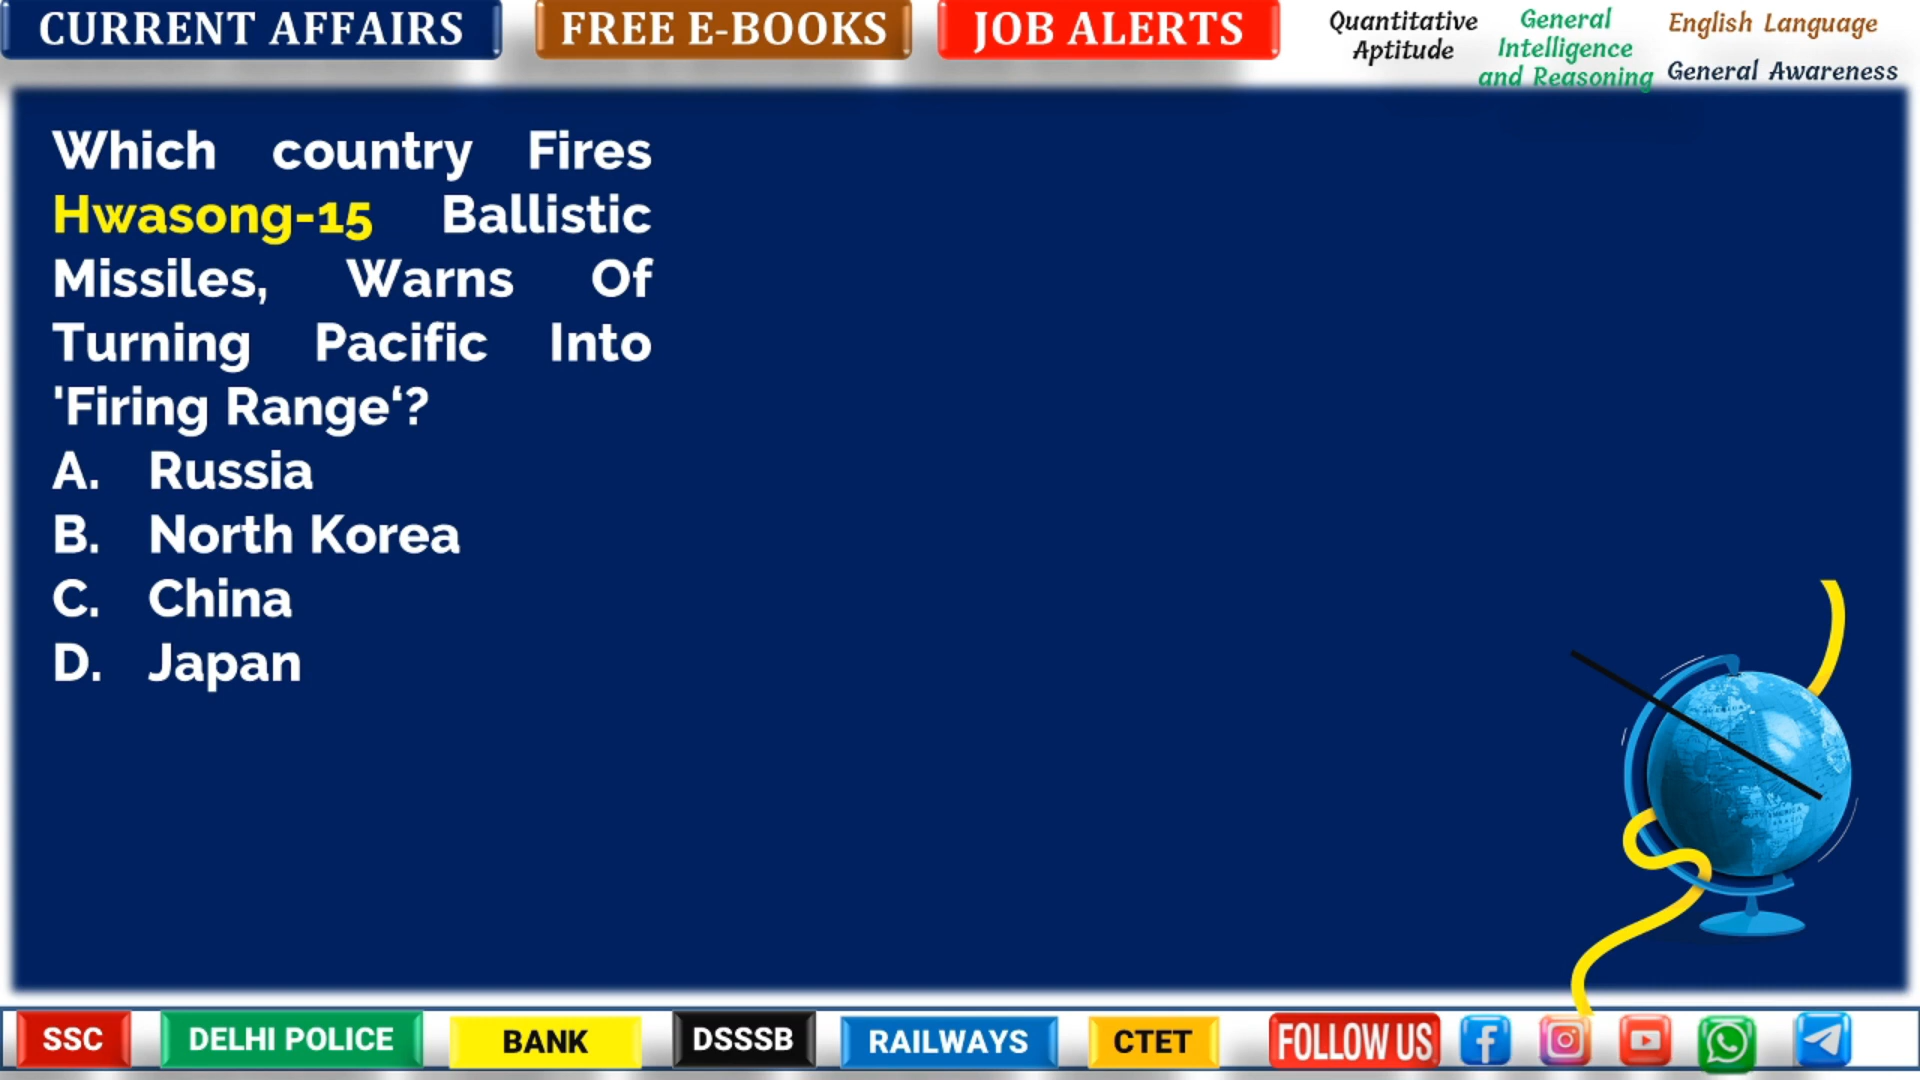 CURRENT AFFAIRS
FREE E-BOOKS
JOB ALERTS
Quantitative
Aptitude
General
Intelligence
and Reasoning
English Language
General Awareness
Which country Fires
Hwasong-15 Ballistic
Missiles, Warns Of
Turning Pacific Into
'Firing Range‘?
A. Russia
B. North Korea
C. China
D. Japan
SSC
DELHI POLICE
BANK
DSSSB
RAILWAYS
CTET
FOLLOW US